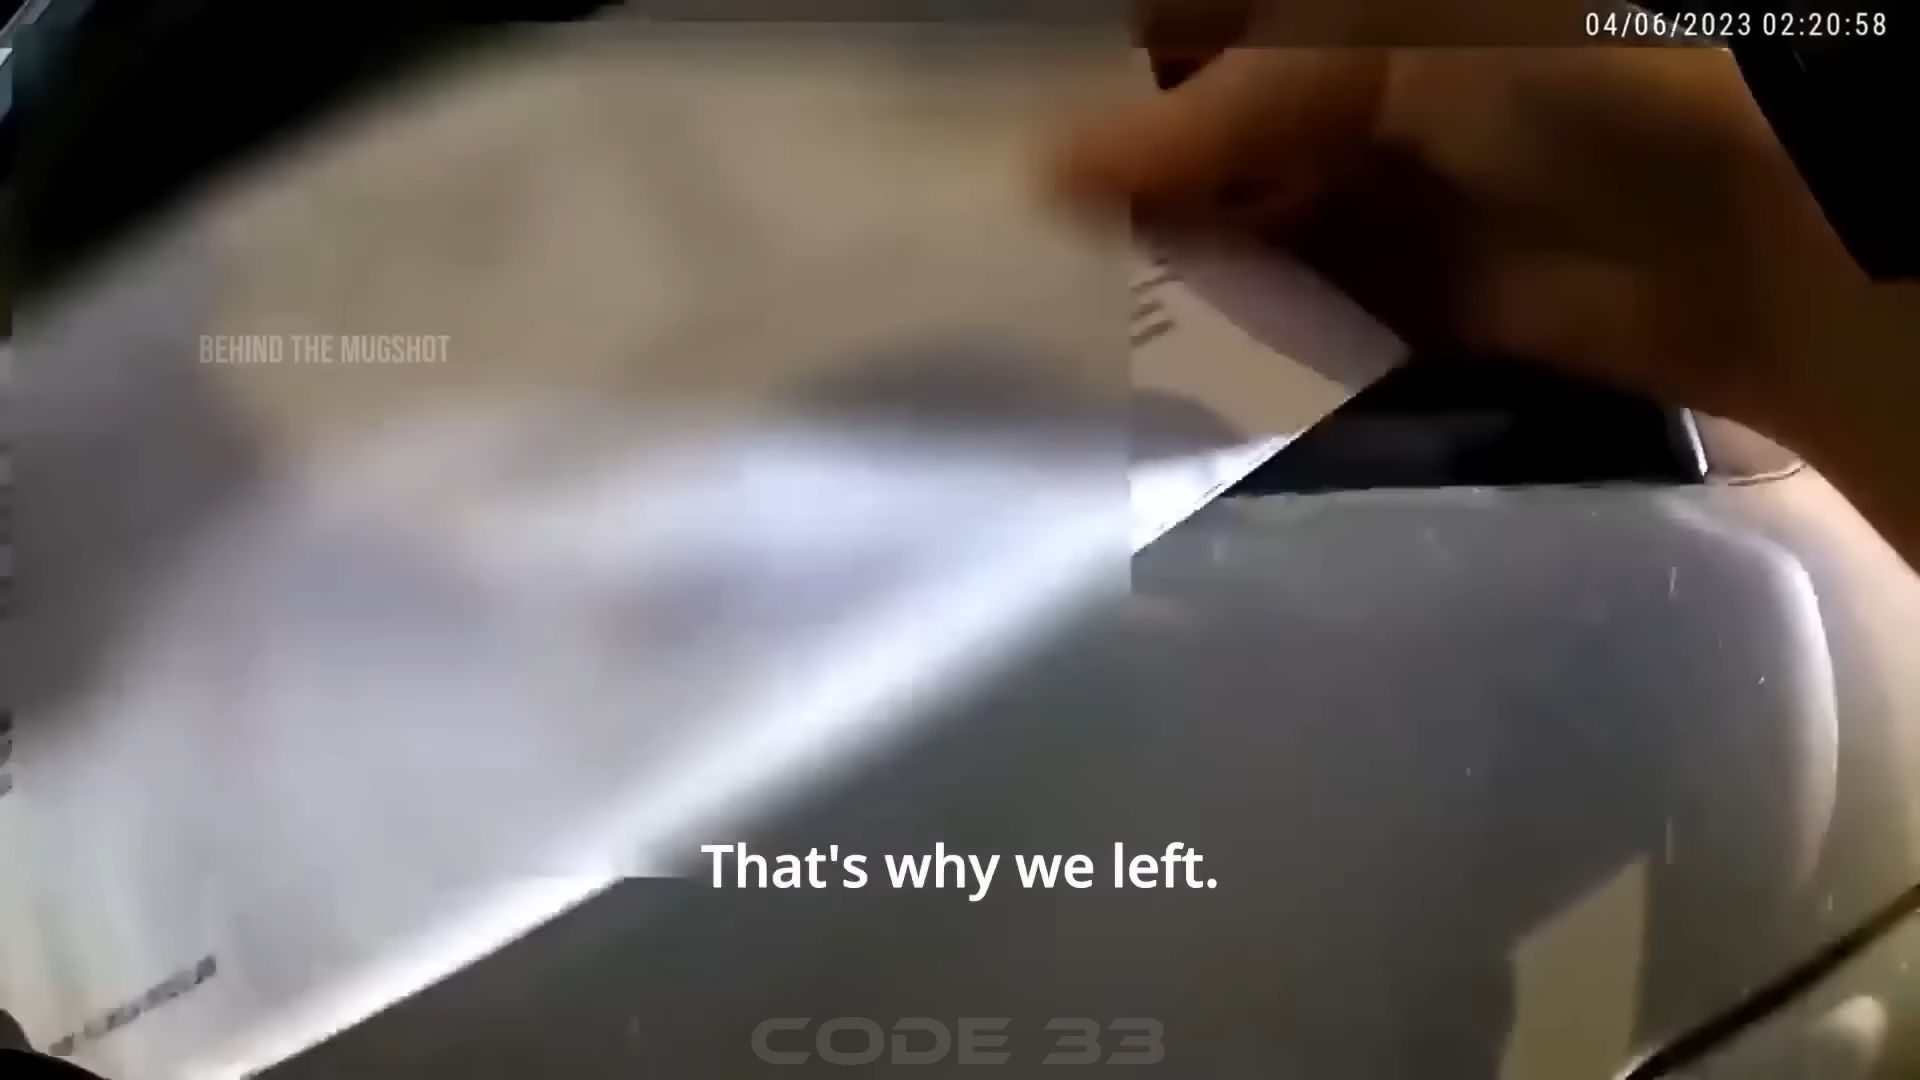 04/06/2023 02:20:58
BEHIND THE MUGSHOT
That's why we left.
CODE 33